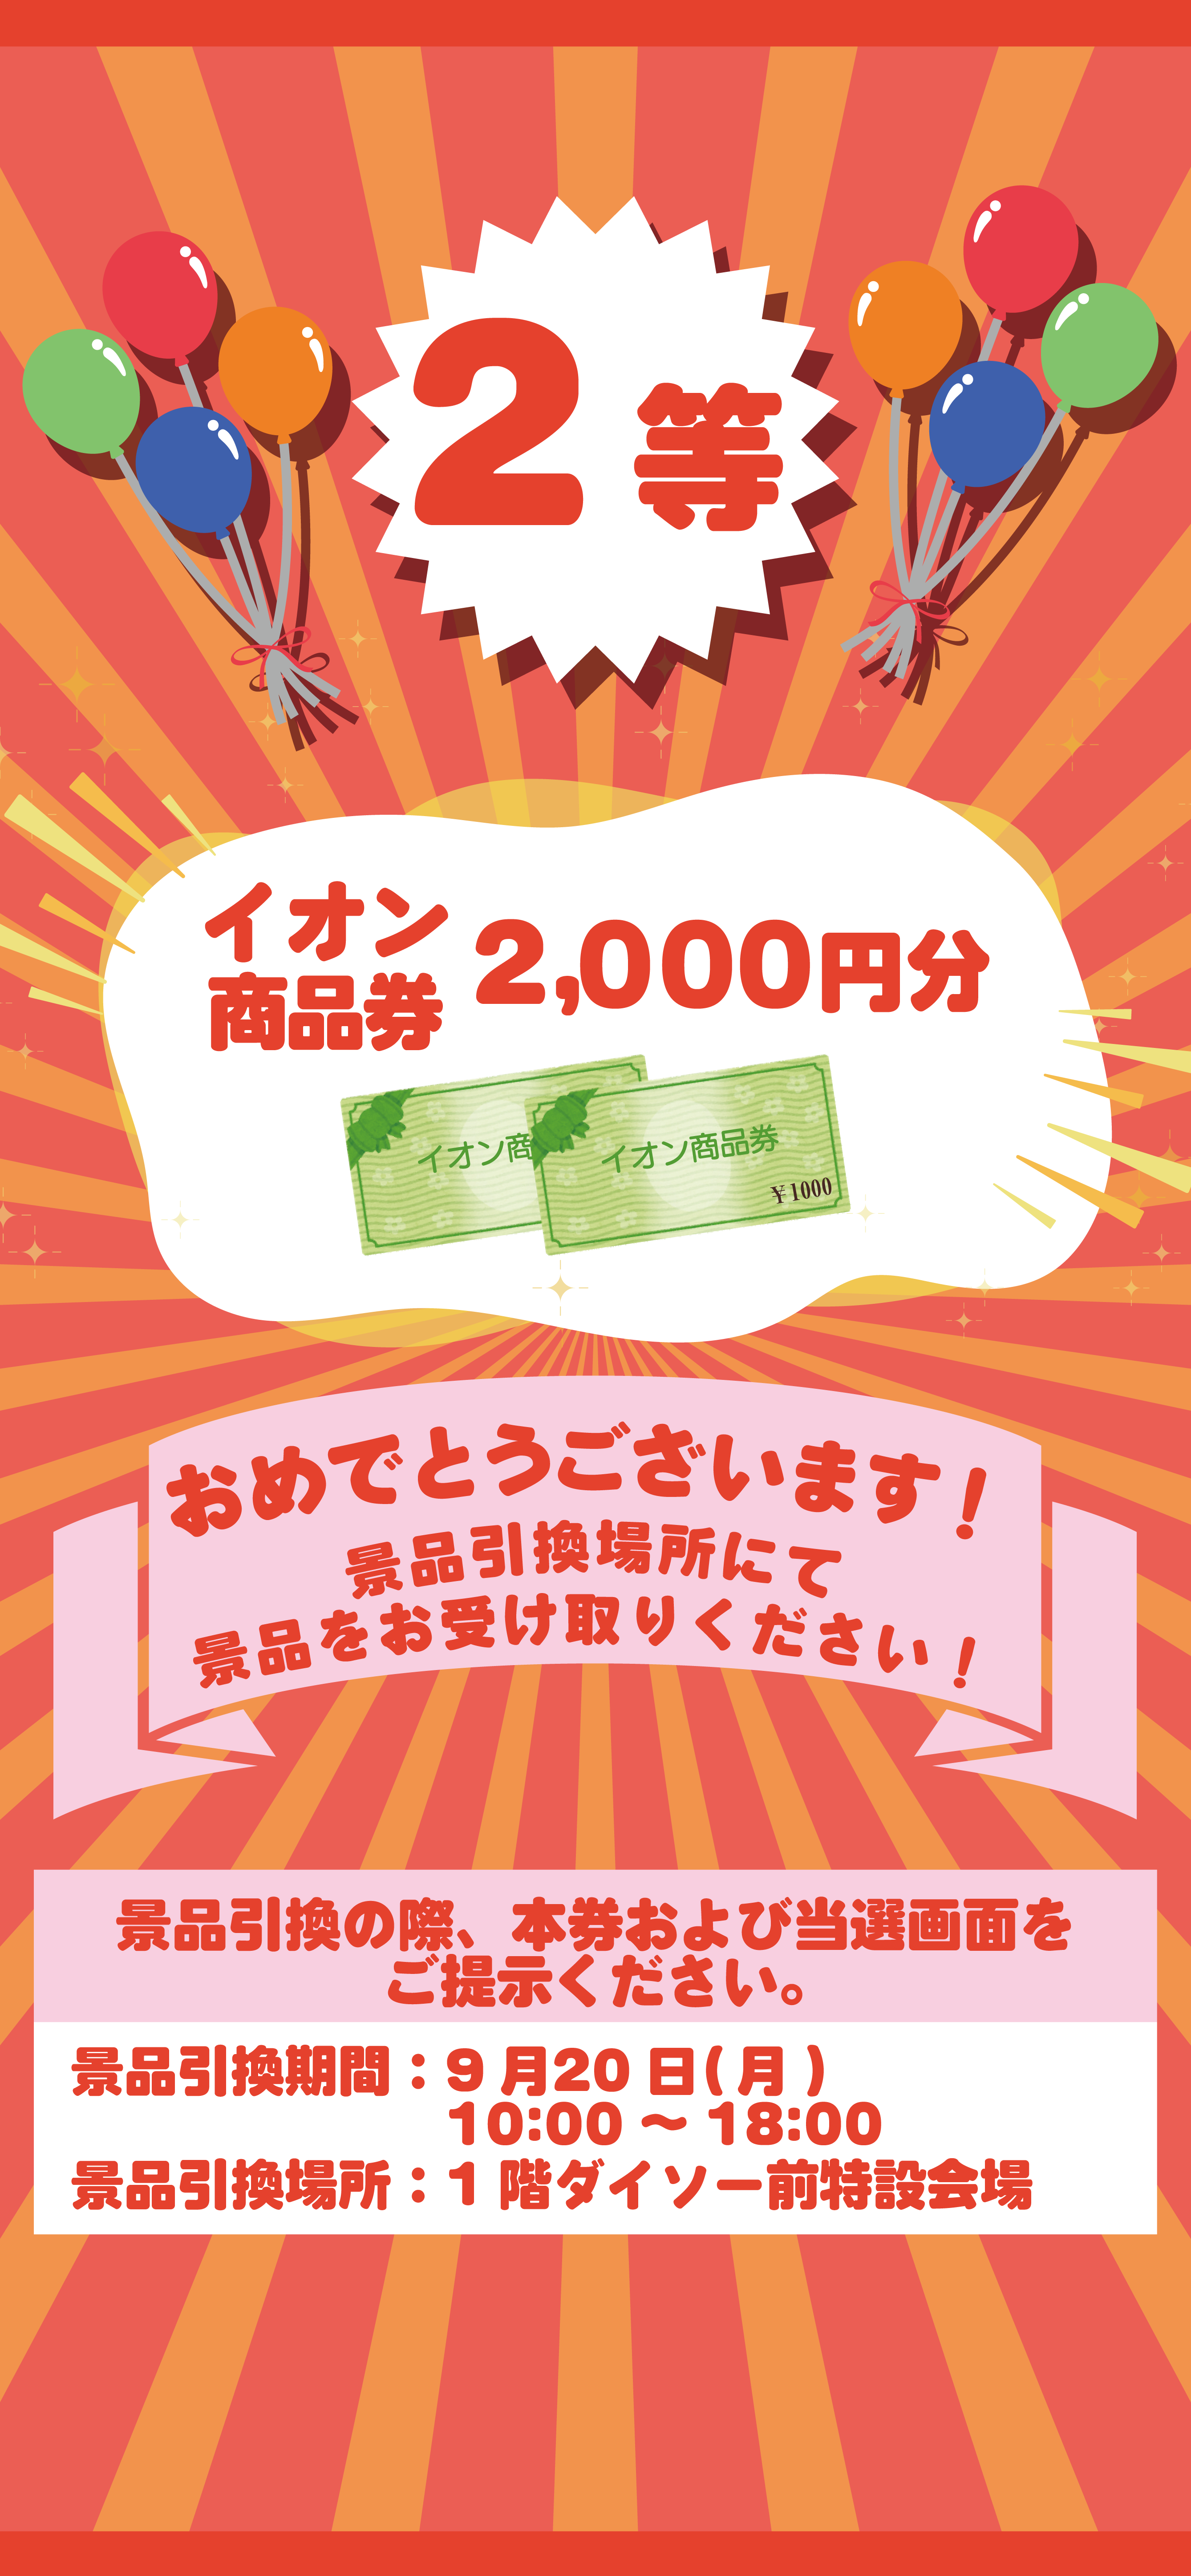 2等
イオン
商品券
2,000円分
イオン商
イオン商品券
¥1000
おめでとうございます！
景品引換場所にて
景品をお受け取りください！
景品引換の際、本券および当選画面を
ご提示ください。
景品引換期間：9月20日(月)
10:00～18:00
景品引換場所：1階ダイソー前特設会場